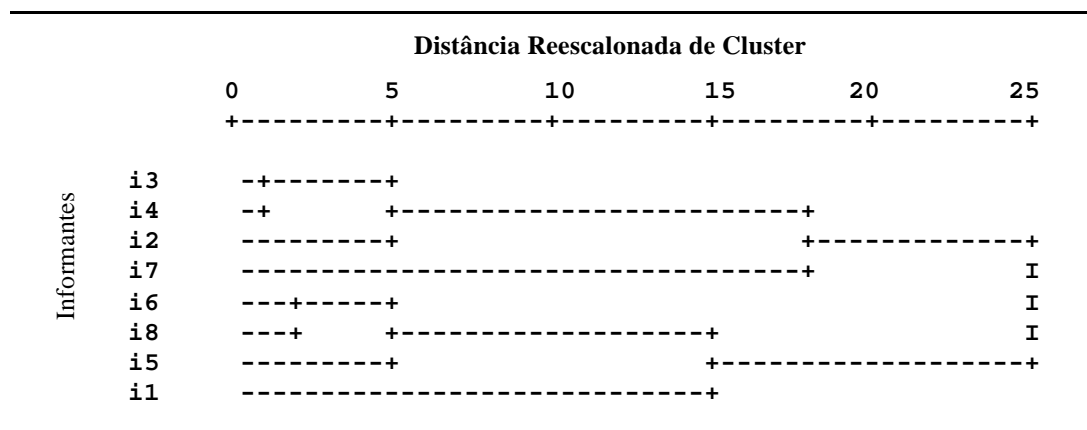 Distância Reescalonada de Cluster
0 5 10 15 20 25
+---------+---------+---------+---------+---------+
Informantes
i3 -+-------+
i4 -+       +-------------------------+
i2 ---------+                         +-------------+
i7 -----------------------------------+             I
i6 ---+-----+                                       I
i8 ---+     +-------------------+                   I
i5 ---------+                   +-------------------+
i1 -----------------------------+